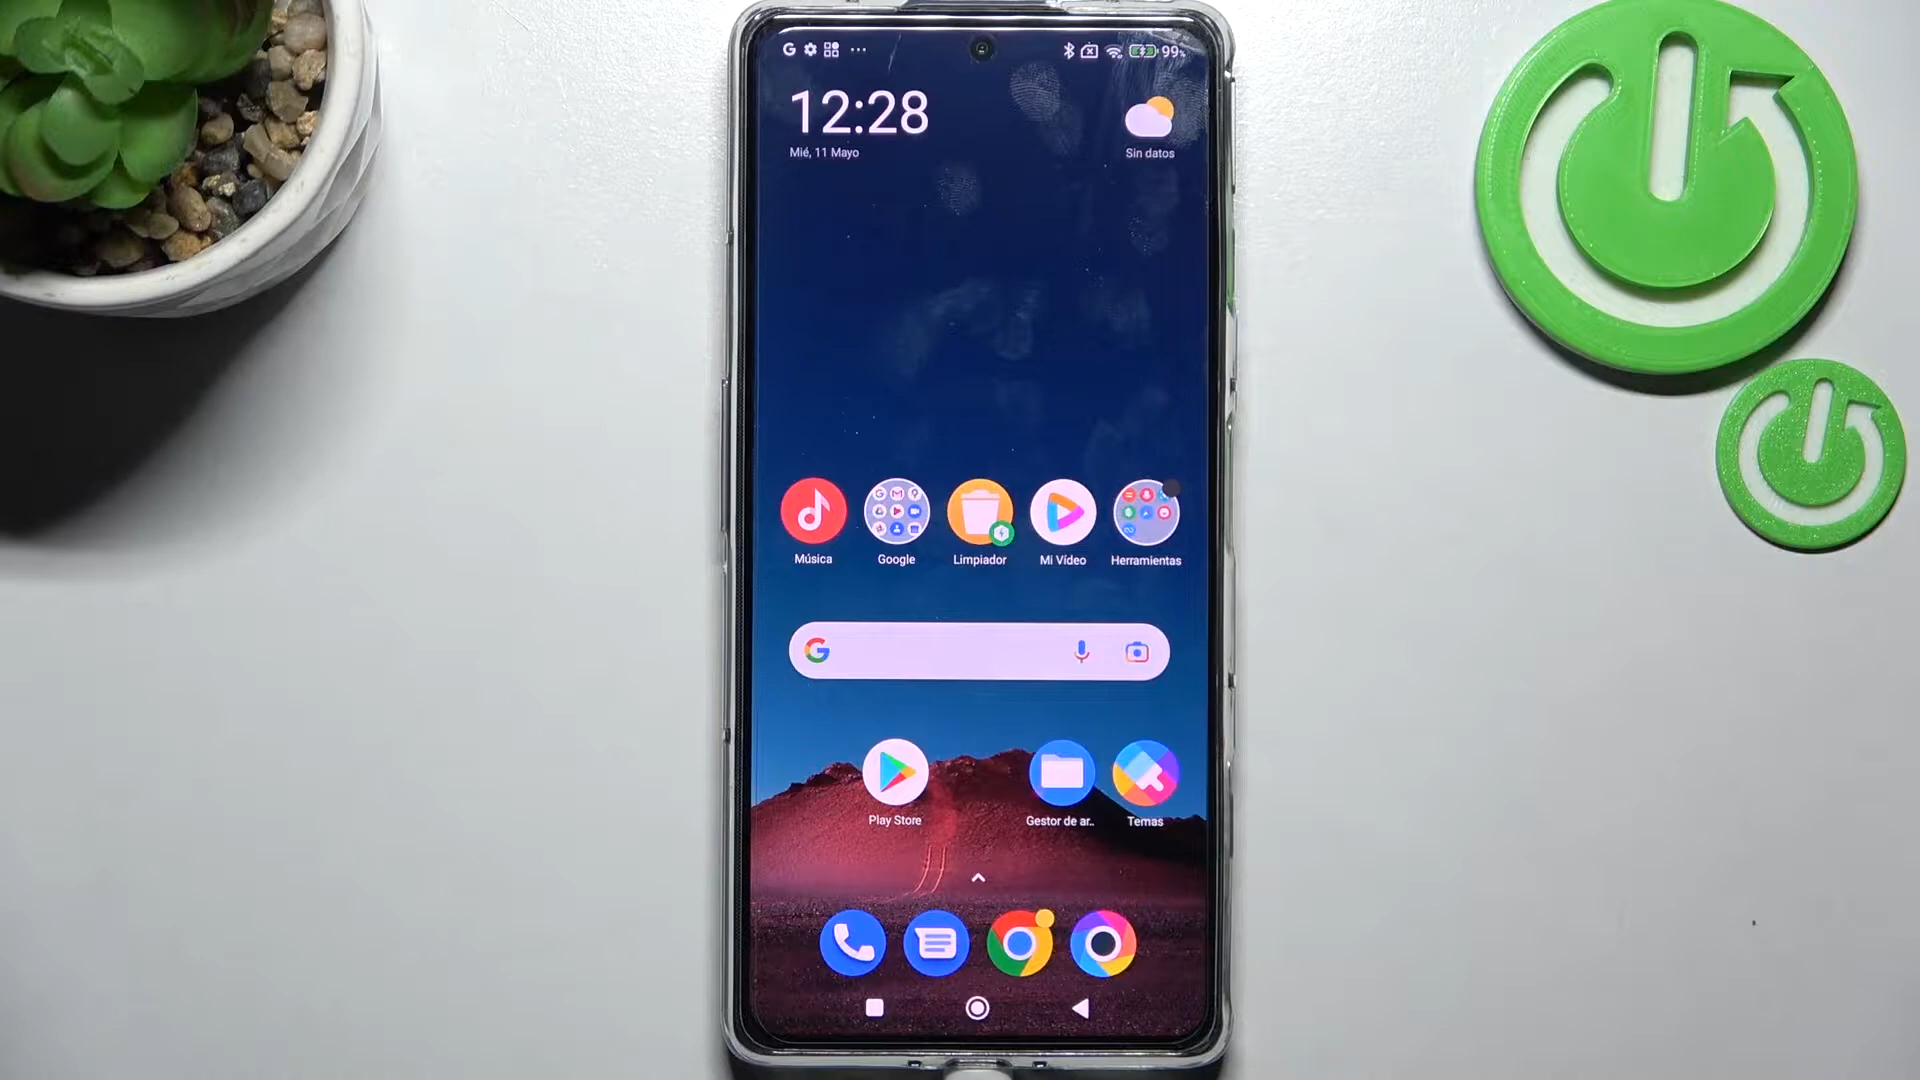 99%
12:28
Mié, 11 Mayo
Sin datos
Música
Google
Limpiador
Mi Vídeo
Herramientas
Play Store
Gestor de ar..
Temas